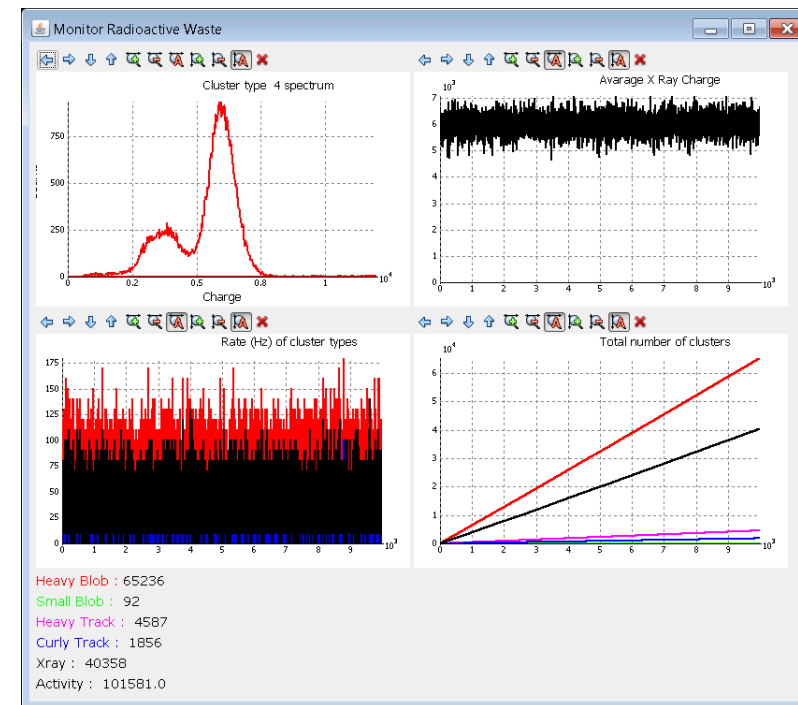 Monitor Radioactive Waste
Cluster type 4 spectrum
750
500
250
0
0 0.2 0.5 0.8 1 10⁴
Charge
Avarage X Ray Charge
10³
7
6
5
4
3
2
1
0
0 1 2 3 4 5 6 7 8 9 10³
Rate (Hz) of cluster types
175
150
125
100
75
50
25
0
0 1 2 3 4 5 6 7 8 9 10³
Total number of clusters
10⁴
6
5
4
3
2
1
0
0 1 2 3 4 5 6 7 8 9 10³
Heavy Blob : 65236
Small Blob : 92
Heavy Track : 4587
Curly Track : 1856
Xray : 40358
Activity : 101581.0